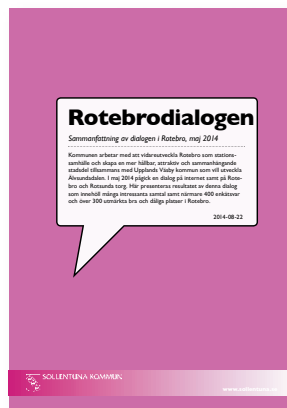 Rotebrodialogen
Sammanfattning av dialogen i Rotebro, maj 2014
Kommunen arbetar med att vidareutveckla Rotebro som stations-
samhälle och skapa en mer hållbar, attraktiv och sammanhängande
stadedel tillsammans med Upplands Väsby kommun som vill utveckla
Älvsundadalen. I maj 2014 pågick en dialog på internet samt på Rote-
bro och Rotsunda torg. Här presenteras resultatet av denna dialog
som innehöll många intressanta samtal samt närmare 400 enkätsvar
och över 300 utmärkta bra och dåliga platser i Rotebro.
2014-08-22
SOLLENTUNA KOMMUN
www.sollentuna.se